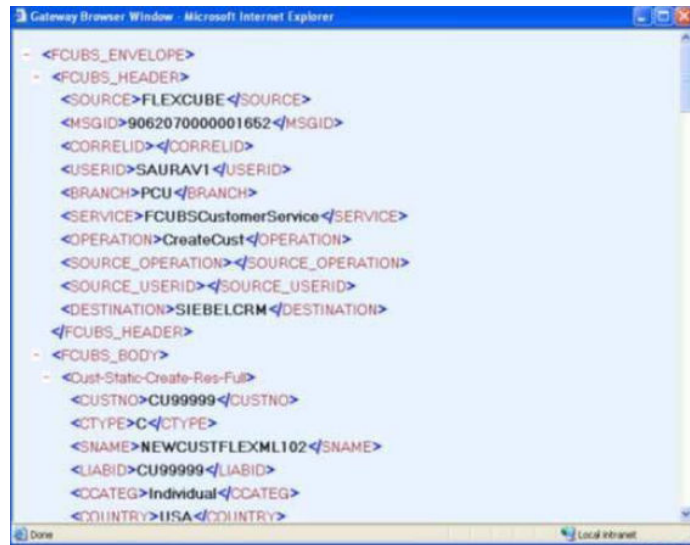 Gateway Browser Window - Microsoft Internet Explorer
- <FCUBS_ENVELOPE>
- <FCUBS_HEADER>
<SOURCE>FLEXCUBE</SOURCE>
<MSGID>9062070000001652</MSGID>
<CORRELID></CORRELID>
<USERID>SAURAV1</USERID>
<BRANCH>PCU</BRANCH>
<SERVICE>FCUBSCustomerService</SERVICE>
<OPERATION>CreateCust</OPERATION>
<SOURCE_OPERATION></SOURCE_OPERATION>
<SOURCE_USERID></SOURCE_USERID>
<DESTINATION>SIEBELCRM</DESTINATION>
</FCUBS_HEADER>
- <FCUBS_BODY>
- <Cust-Static-Create-Res-Full>
<CUSTNO>CU99999</CUSTNO>
<CTYPE>C</CTYPE>
<SNAME>NEWCUSTFLEXML102</SNAME>
<LIABID>CU99999</LIABID>
<CCATEG>Individual</CCATEG>
<COUNTRY>USA</COUNTRY>
Done Local intranet